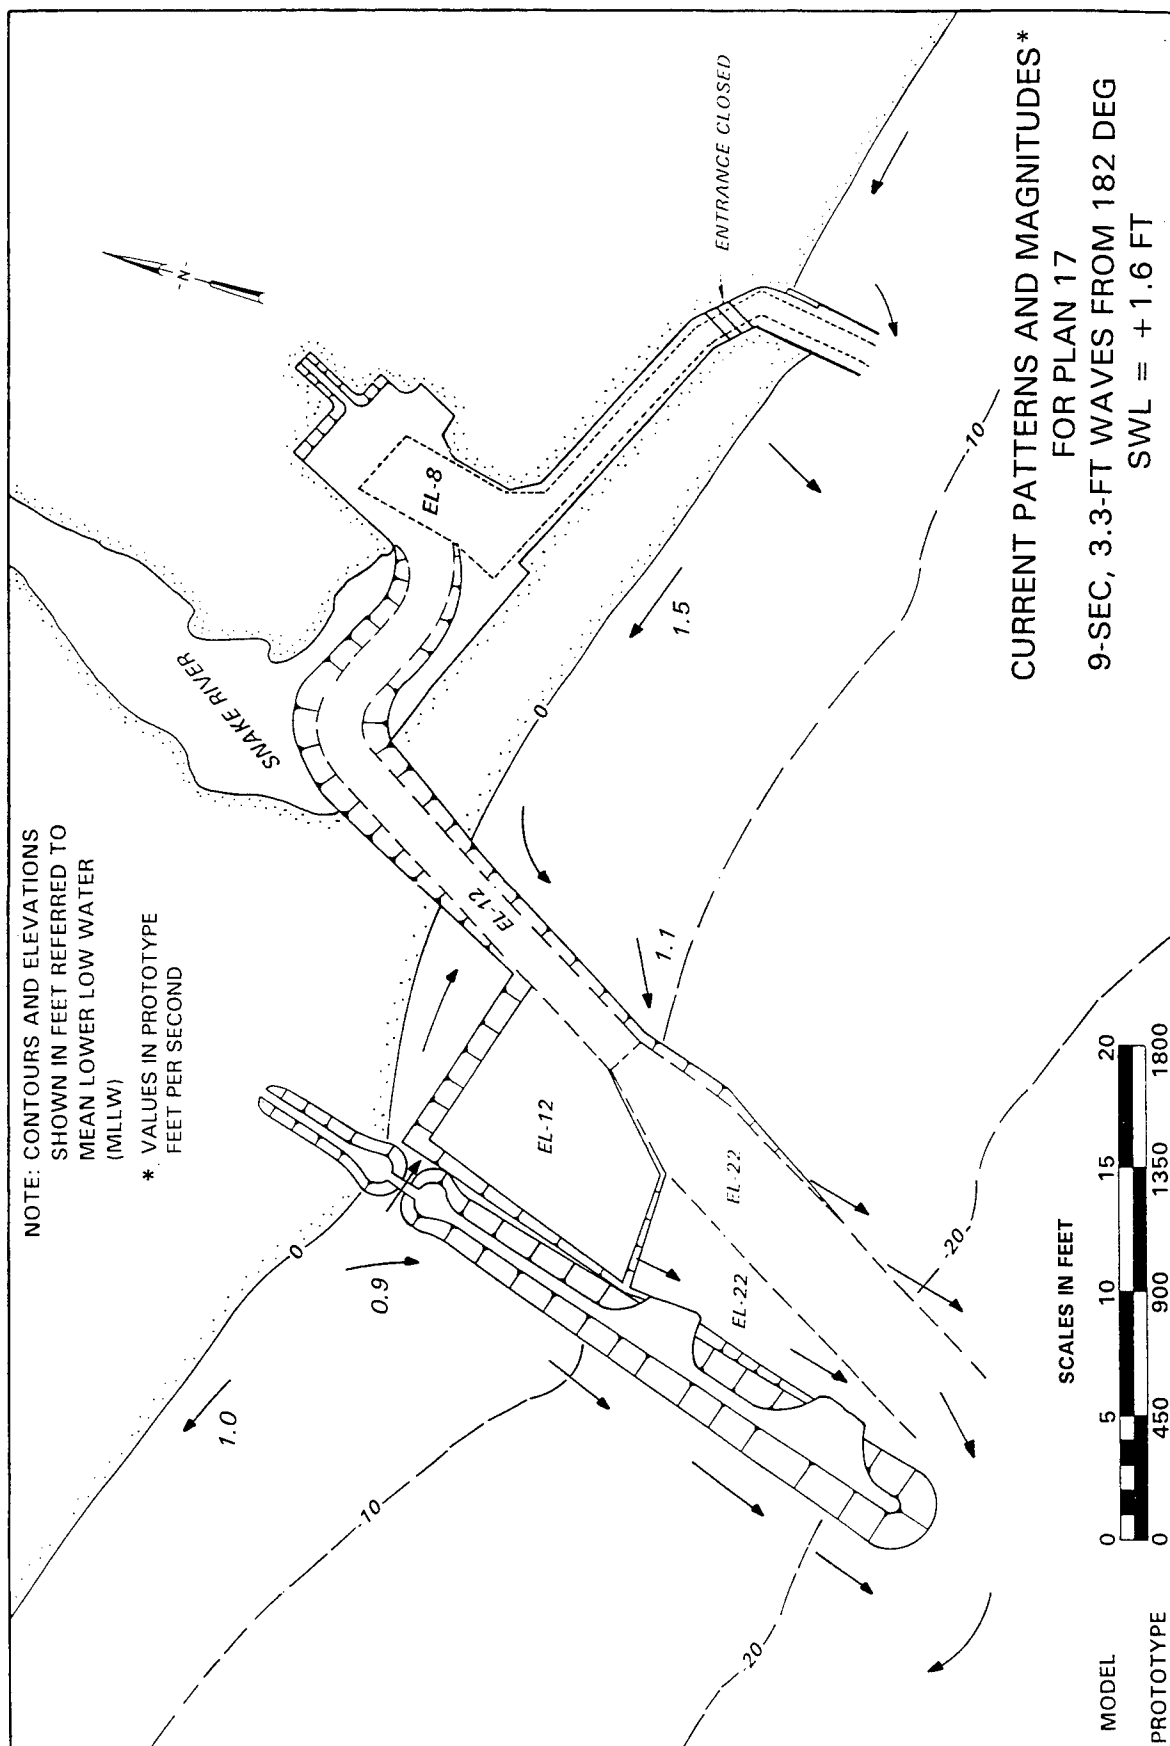 NOTE: CONTOURS AND ELEVATIONS
SHOWN IN FEET REFERRED TO
MEAN LOWER LOW WATER
(MLLW)
* VALUES IN PROTOTYPE
FEET PER SECOND
SNAKE RIVER
N
EL-8
ENTRANCE CLOSED
EL-12
EL-12
EL-22
EL-22
0
0
1.0
0.9
1.1
1.5
-10
-10
-20
-20
CURRENT PATTERNS AND MAGNITUDES*
FOR PLAN 17
9-SEC, 3.3-FT WAVES FROM 182 DEG
SWL = +1.6 FT
SCALES IN FEET
MODEL 0 5 10 15 20
PROTOTYPE 0 450 900 1350 1800